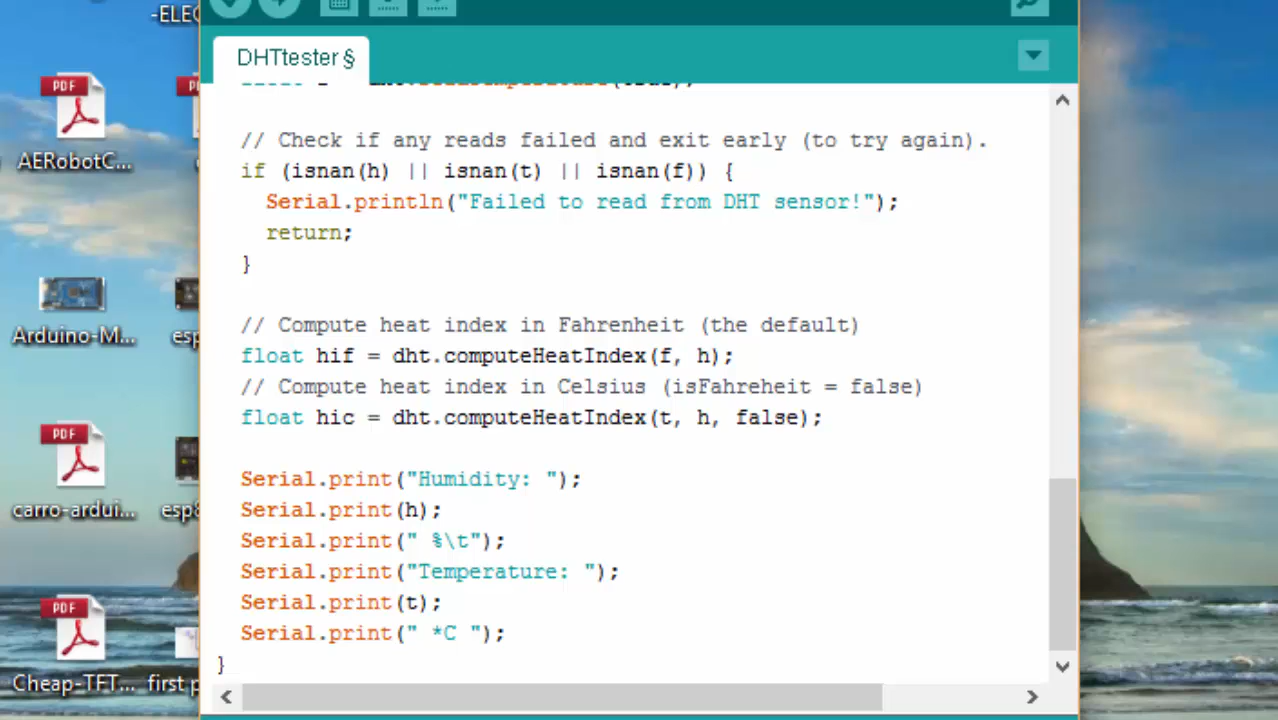 -ELEC
DHTtester §
// Check if any reads failed and exit early (to try again).
if (isnan(h) || isnan(t) || isnan(f)) {
Serial.println("Failed to read from DHT sensor!");
return;
}
// Compute heat index in Fahrenheit (the default)
float hif = dht.computeHeatIndex(f, h);
// Compute heat index in Celsius (isFahreheit = false)
float hic = dht.computeHeatIndex(t, h, false);
Serial.print("Humidity: ");
Serial.print(h);
Serial.print(" %\t");
Serial.print("Temperature: ");
Serial.print(t);
Serial.print(" *C ");
}
PDF
AERobotC...
Arduino-M...
esp
PDF
carro-ardui...
esp8
PDF
Cheap-TFT...
first p